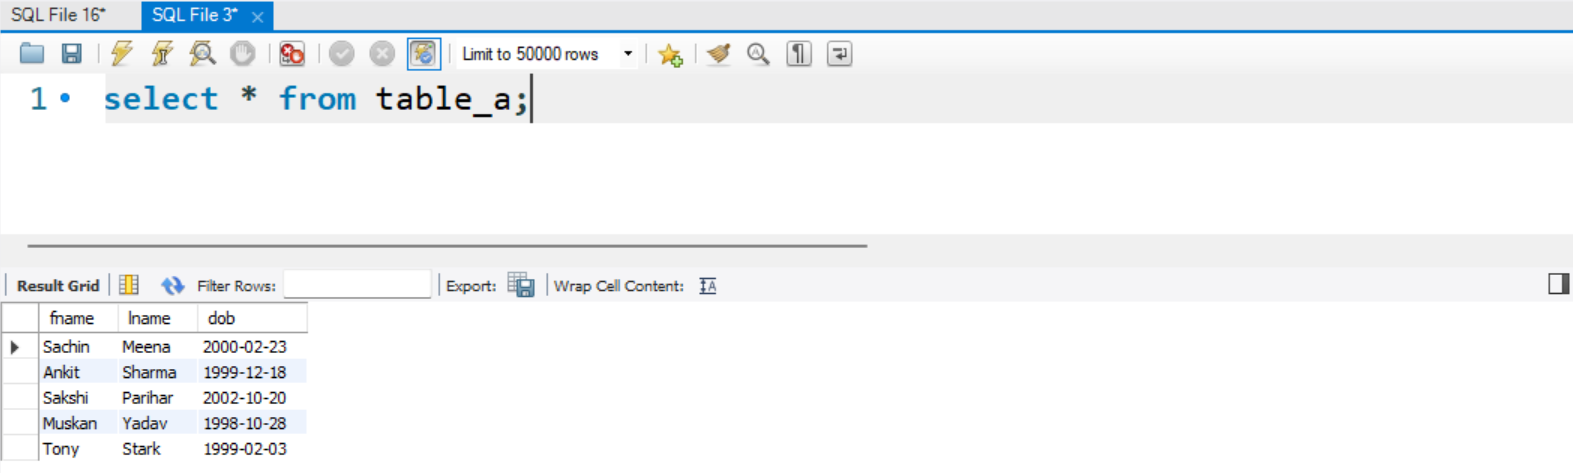 SQL File 16* SQL File 3* ×
Limit to 50000 rows
1 select * from table_a;
Result Grid Filter Rows: Export: Wrap Cell Content:
fname lname dob
Sachin Meena 2000-02-23
Ankit Sharma 1999-12-18
Sakshi Parihar 2002-10-20
Muskan Yadav 1998-10-28
Tony Stark 1999-02-03